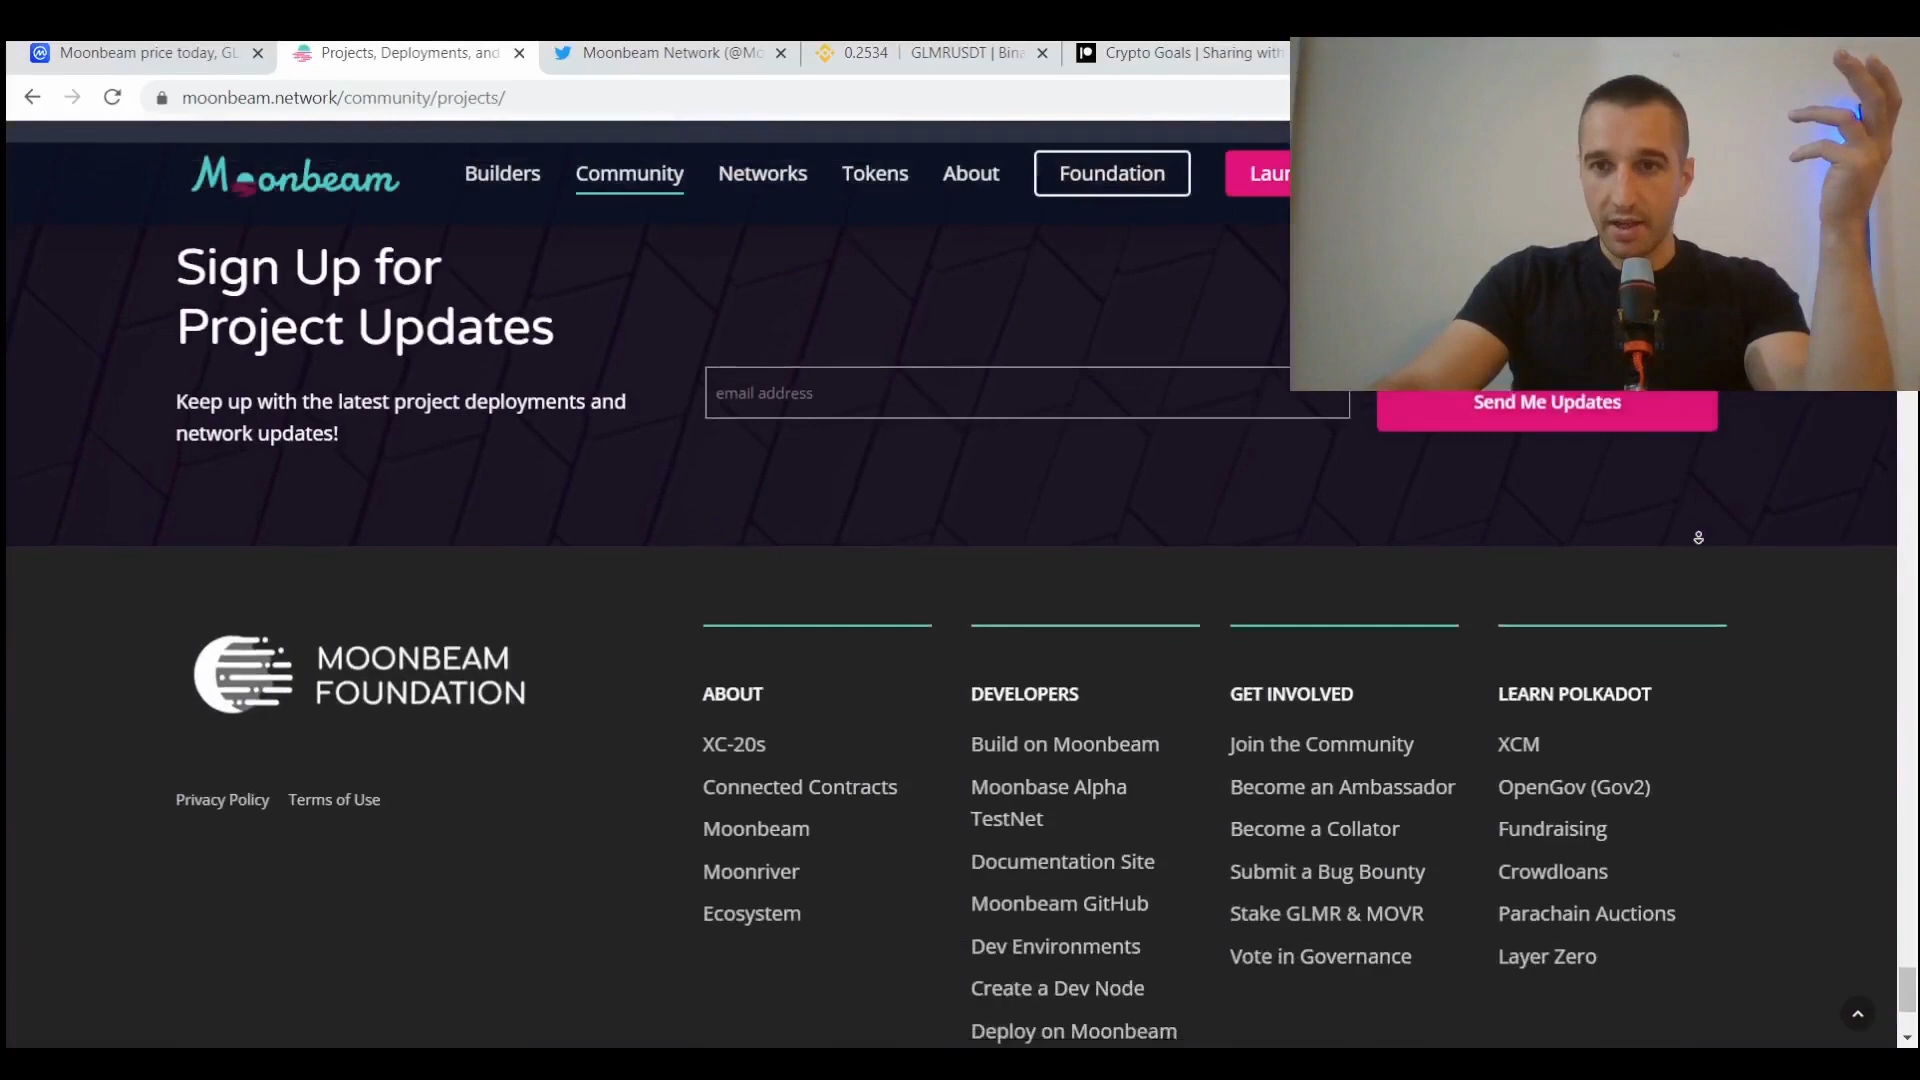 Moonbeam price today, GL
Projects, Deployments, and
Moonbeam Network (@Mo
0.2534 | GLMRUSDT | Bina
Crypto Goals | Sharing with
moonbeam.network/community/projects/
Moonbeam
Builders
Community
Networks
Tokens
About
Foundation
Laun
Sign Up for
Project Updates
Keep up with the latest project deployments and
network updates!
email address
Send Me Updates
MOONBEAM
FOUNDATION
Privacy Policy
Terms of Use
ABOUT
XC-20s
Connected Contracts
Moonbeam
Moonriver
Ecosystem
DEVELOPERS
Build on Moonbeam
Moonbase Alpha
TestNet
Documentation Site
Moonbeam GitHub
Dev Environments
Create a Dev Node
Deploy on Moonbeam
GET INVOLVED
Join the Community
Become an Ambassador
Become a Collator
Submit a Bug Bounty
Stake GLMR & MOVR
Vote in Governance
LEARN POLKADOT
XCM
OpenGov (Gov2)
Fundraising
Crowdloans
Parachain Auctions
Layer Zero